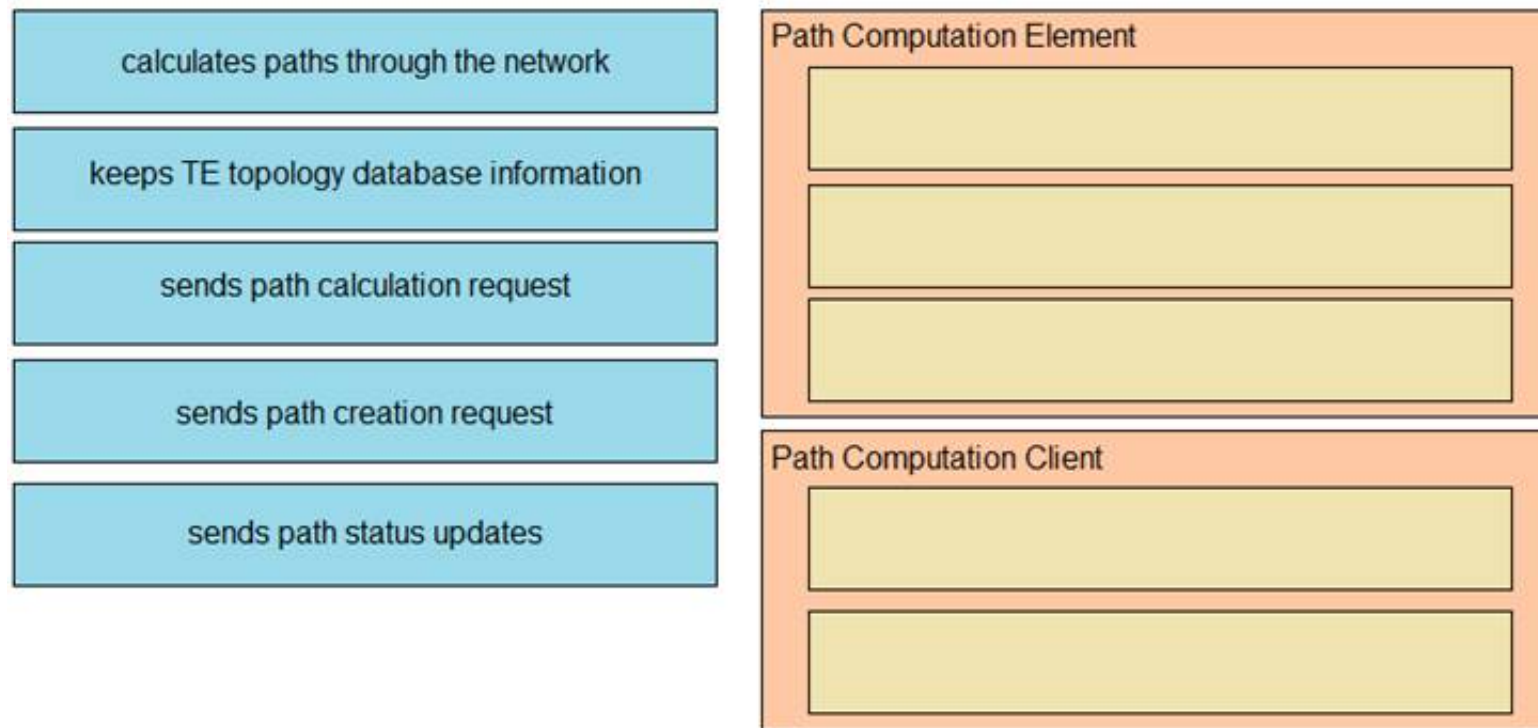 calculates paths through the network
keeps TE topology database information
sends path calculation request
sends path creation request
sends path status updates
Path Computation Element
Path Computation Client